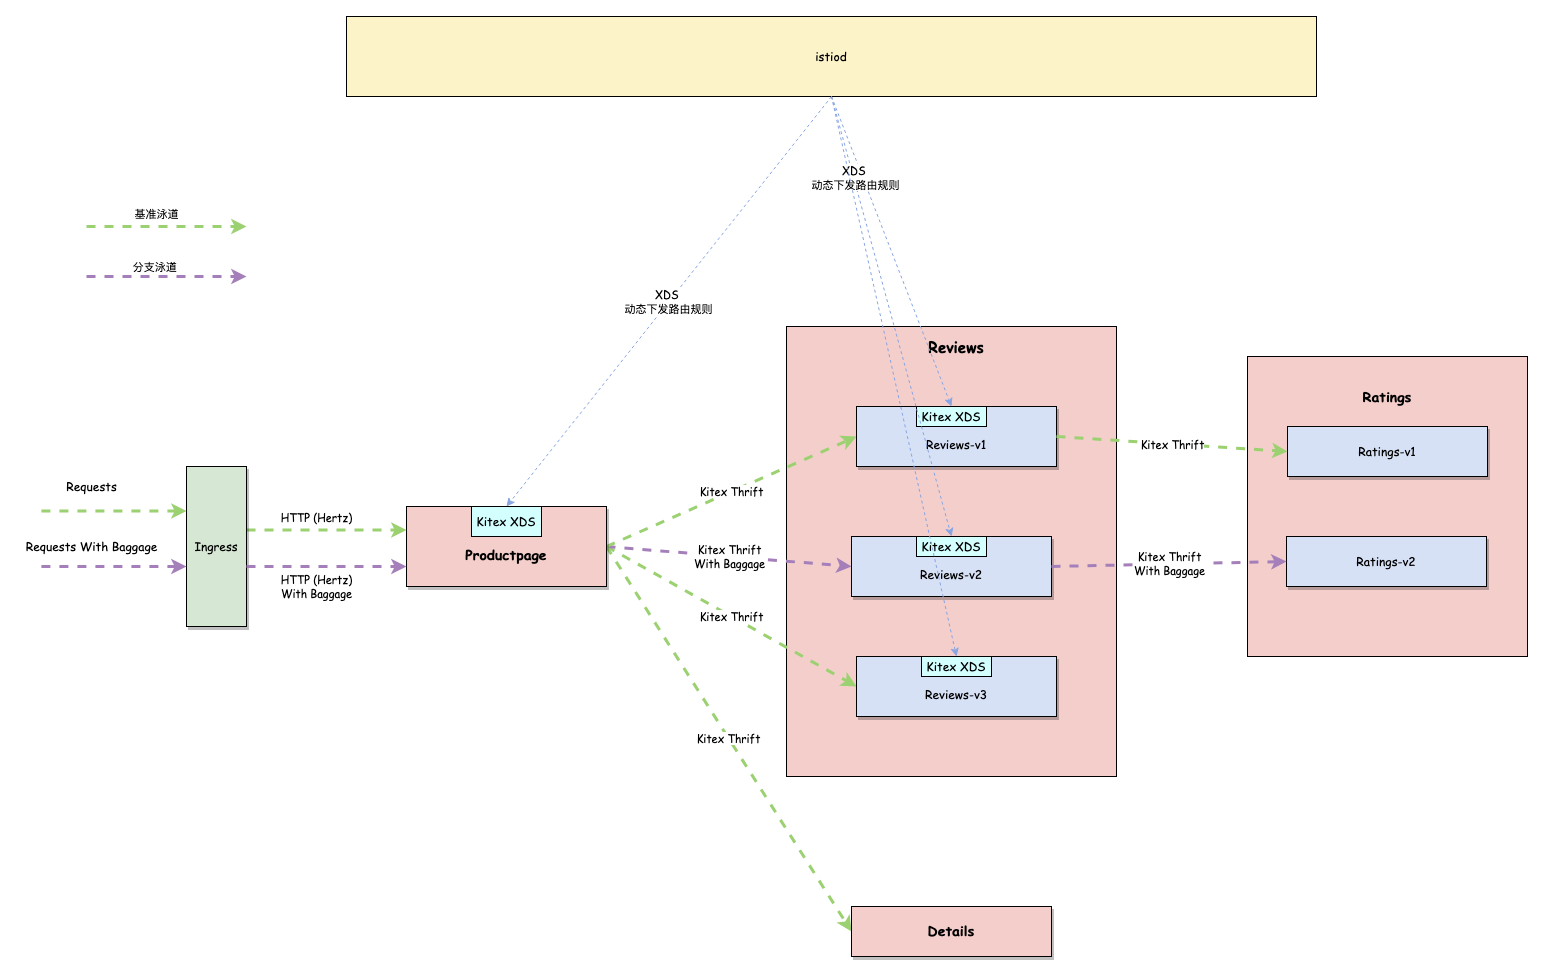 istiod
XDS
动态下发路由规则
基准泳道
分支泳道
XDS
动态下发路由规则
Reviews
Ratings
Kitex XDS
Reviews-v1
Kitex Thrift
Ratings-v1
Requests
HTTP (Hertz)
Kitex Thrift
Kitex XDS
Productpage
Requests With Baggage
Ingress
HTTP (Hertz)
With Baggage
Kitex Thrift
With Baggage
Kitex XDS
Reviews-v2
Kitex Thrift
With Baggage
Ratings-v2
Kitex Thrift
Kitex XDS
Reviews-v3
Kitex Thrift
Details